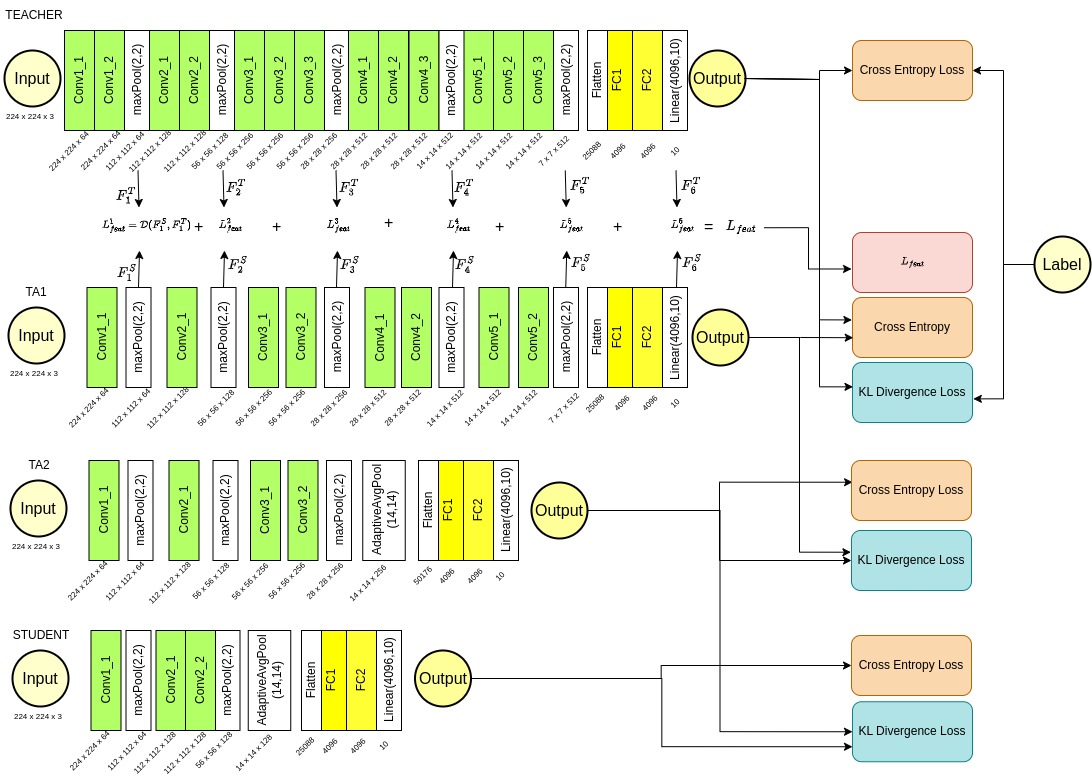 TEACHER
Input
224 x 224 x 3
Conv1_1
Conv1_2
maxPool(2,2)
Conv2_1
Conv2_2
maxPool(2,2)
Conv3_1
Conv3_2
Conv3_3
maxPool(2,2)
Conv4_1
Conv4_2
Conv4_3
maxPool(2,2)
Conv5_1
Conv5_2
Conv5_3
maxPool(2,2)
Flatten
FC1
FC2
Linear(4096,10)
Output
Cross Entropy Loss
224 x 224 x 64
224 x 224 x 64
112 x 112 x 64
112 x 112 x 128
112 x 112 x 128
56 x 56 x 128
56 x 56 x 256
56 x 56 x 256
56 x 56 x 256
28 x 28 x 256
28 x 28 x 512
28 x 28 x 512
28 x 28 x 512
14 x 14 x 512
14 x 14 x 512
14 x 14 x 512
14 x 14 x 512
7 x 7 x 512
25088
4096
4096
10
F_1^T
F_2^T
F_3^T
F_4^T
F_5^T
F_6^T
L_{feat}^1 = D(F_1^S, F_1^T) + L_{feat}^2 + L_{feat}^3 + L_{feat}^4 + L_{feat}^5 + L_{feat}^6 = L_{feat}
F_1^S
F_2^S
F_3^S
F_4^S
F_5^S
F_6^S
L_{feat}
Label
TA1
Input
224 x 224 x 3
Conv1_1
maxPool(2,2)
Conv2_1
maxPool(2,2)
Conv3_1
Conv3_2
maxPool(2,2)
Conv4_1
Conv4_2
maxPool(2,2)
Conv5_1
Conv5_2
maxPool(2,2)
Flatten
FC1
FC2
Linear(4096,10)
Output
Cross Entropy
KL Divergence Loss
224 x 224 x 64
112 x 112 x 64
112 x 112 x 128
56 x 56 x 128
56 x 56 x 256
56 x 56 x 256
28 x 28 x 256
28 x 28 x 512
28 x 28 x 512
14 x 14 x 512
14 x 14 x 512
14 x 14 x 512
7 x 7 x 512
25088
4096
4096
10
TA2
Input
224 x 224 x 3
Conv1_1
maxPool(2,2)
Conv2_1
maxPool(2,2)
Conv3_1
Conv3_2
maxPool(2,2)
AdaptiveAvgPool
(14,14)
Flatten
FC1
FC2
Linear(4096,10)
Output
Cross Entropy Loss
KL Divergence Loss
224 x 224 x 64
112 x 112 x 64
112 x 112 x 128
56 x 56 x 128
56 x 56 x 256
56 x 56 x 256
28 x 28 x 256
14 x 14 x 256
50176
4096
4096
10
STUDENT
Input
224 x 224 x 3
Conv1_1
maxPool(2,2)
Conv2_1
Conv2_2
maxPool(2,2)
AdaptiveAvgPool
(14,14)
Flatten
FC1
FC2
Linear(4096,10)
Output
Cross Entropy Loss
KL Divergence Loss
224 x 224 x 64
112 x 112 x 64
112 x 112 x 128
112 x 112 x 128
56 x 56 x 128
14 x 14 x 128
25088
4096
4096
10